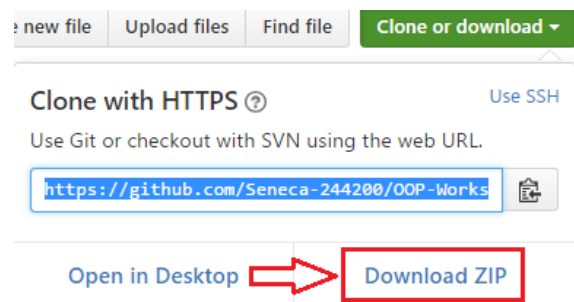 e new file Upload files Find file Clone or download
Clone with HTTPS Use SSH
Use Git or checkout with SVN using the web URL.
https://github.com/Seneca-244200/OOP-Works
Open in Desktop Download ZIP